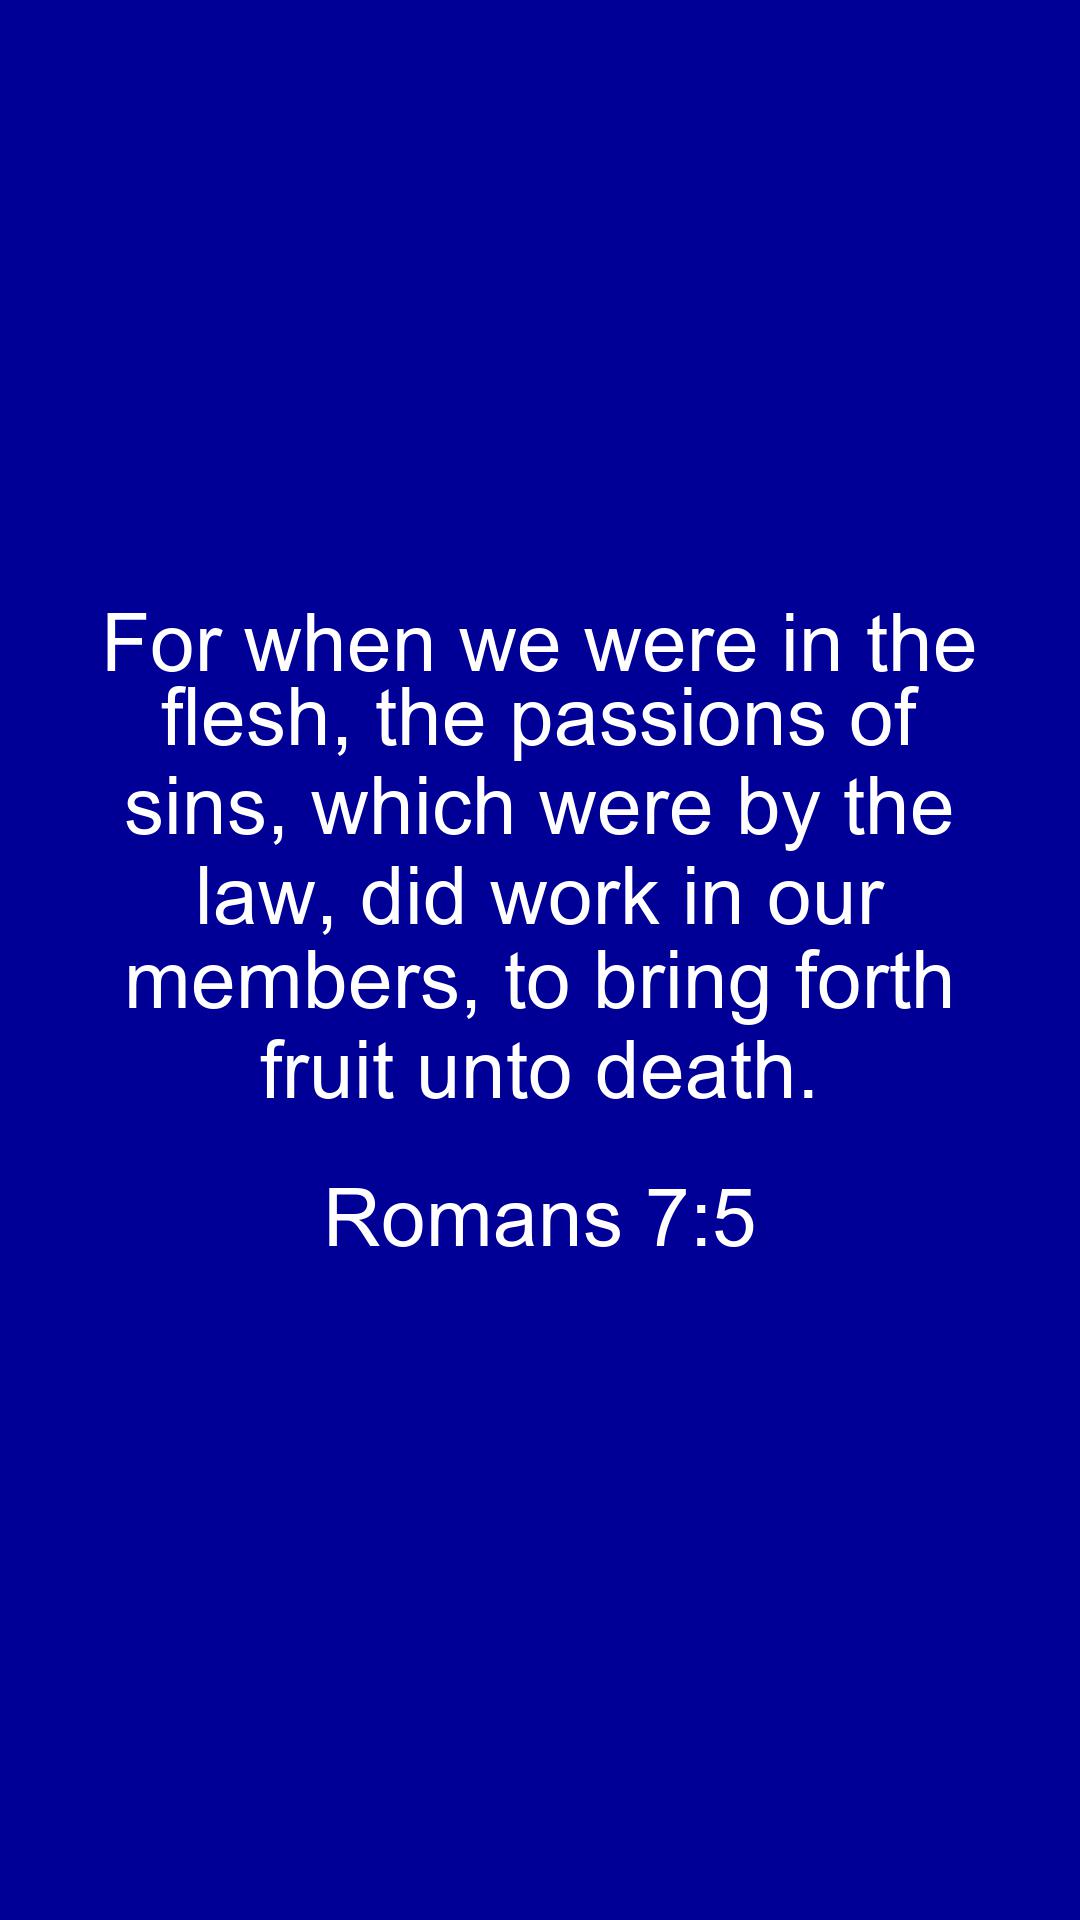 For when we were in the
flesh, the passions of
sins, which were by the
law, did work in our
members, to bring forth
fruit unto death.
Romans 7:5